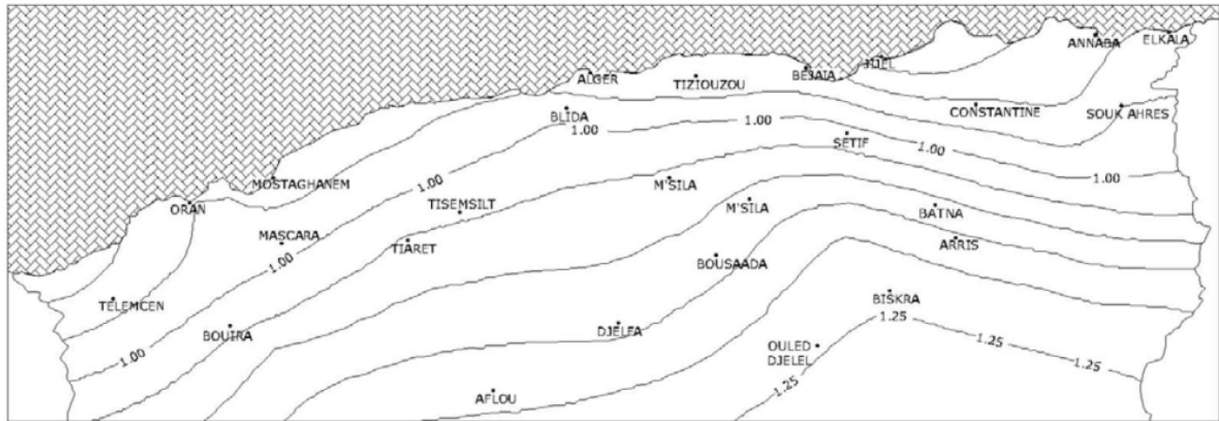 ANNABA
ELKALA
JIJEL
ALGER
TIZIOUZOU
BEJAIA
CONSTANTINE
SOUK AHRES
BLIDA
1.00
1.00
SETIF
1.00
1.00
MOSTAGHANEM
1.00
M'SILA
TISEMSILT
ORAN
M'SILA
BATNA
MASCARA
TIARET
ARRIS
1.00
BOUSAADA
TELEMCEN
BISKRA
1.25
BOUIRA
DJELFA
1.25
OULED
DJELEL
1.00
1.25
1.25
AFLOU